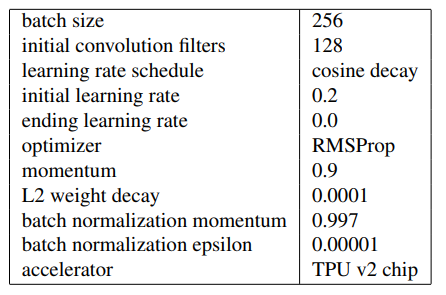 batch size 256
initial convolution filters 128
learning rate schedule cosine decay
initial learning rate 0.2
ending learning rate 0.0
optimizer RMSProp
momentum 0.9
L2 weight decay 0.0001
batch normalization momentum 0.997
batch normalization epsilon 0.00001
accelerator TPU v2 chip